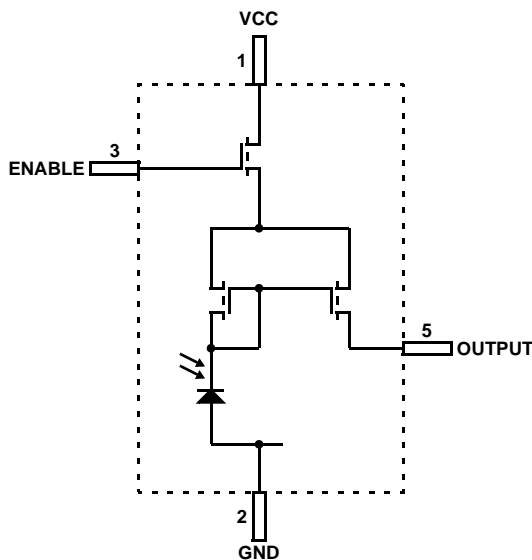 VCC
1
3
ENABLE
5
OUTPUT
2
GND